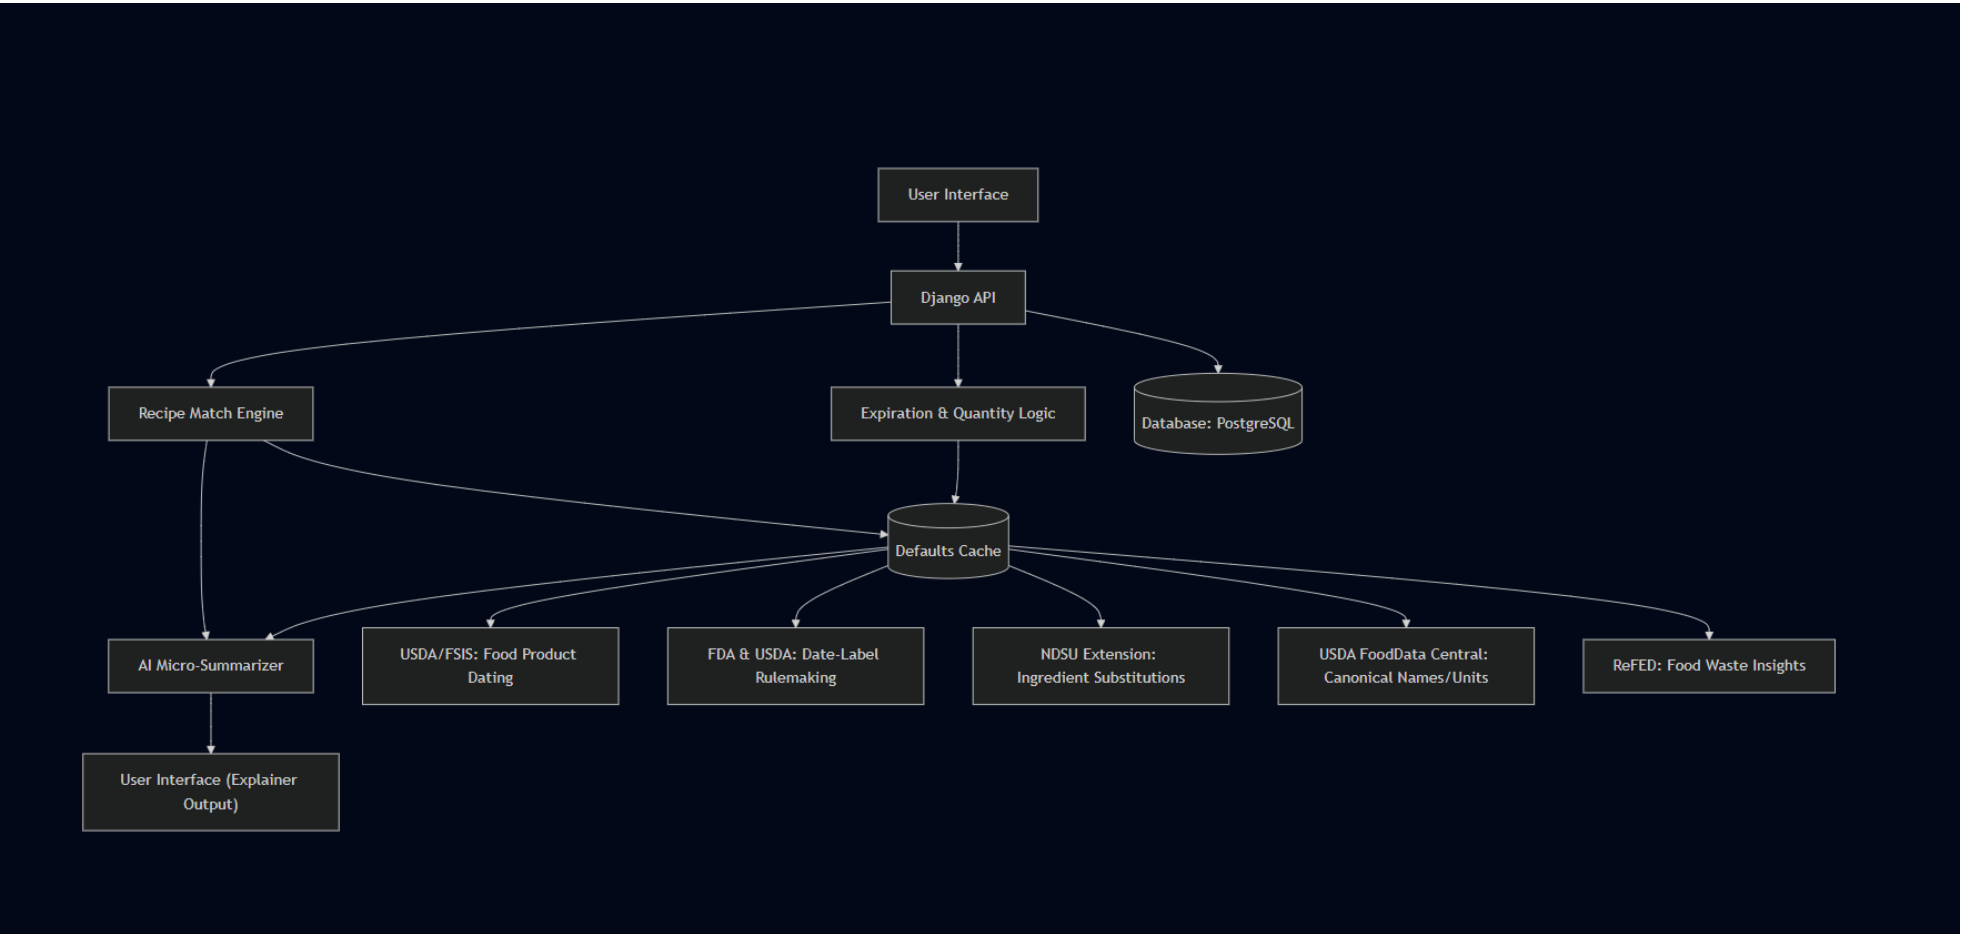 User Interface
Django API
Recipe Match Engine
Expiration & Quantity Logic
Database: PostgreSQL
Defaults Cache
AI Micro-Summarizer
USDA/FSIS: Food Product
Dating
FDA & USDA: Date-Label
Rulemaking
NDSU Extension:
Ingredient Substitutions
USDA FoodData Central:
Canonical Names/Units
ReFED: Food Waste Insights
User Interface (Explainer
Output)